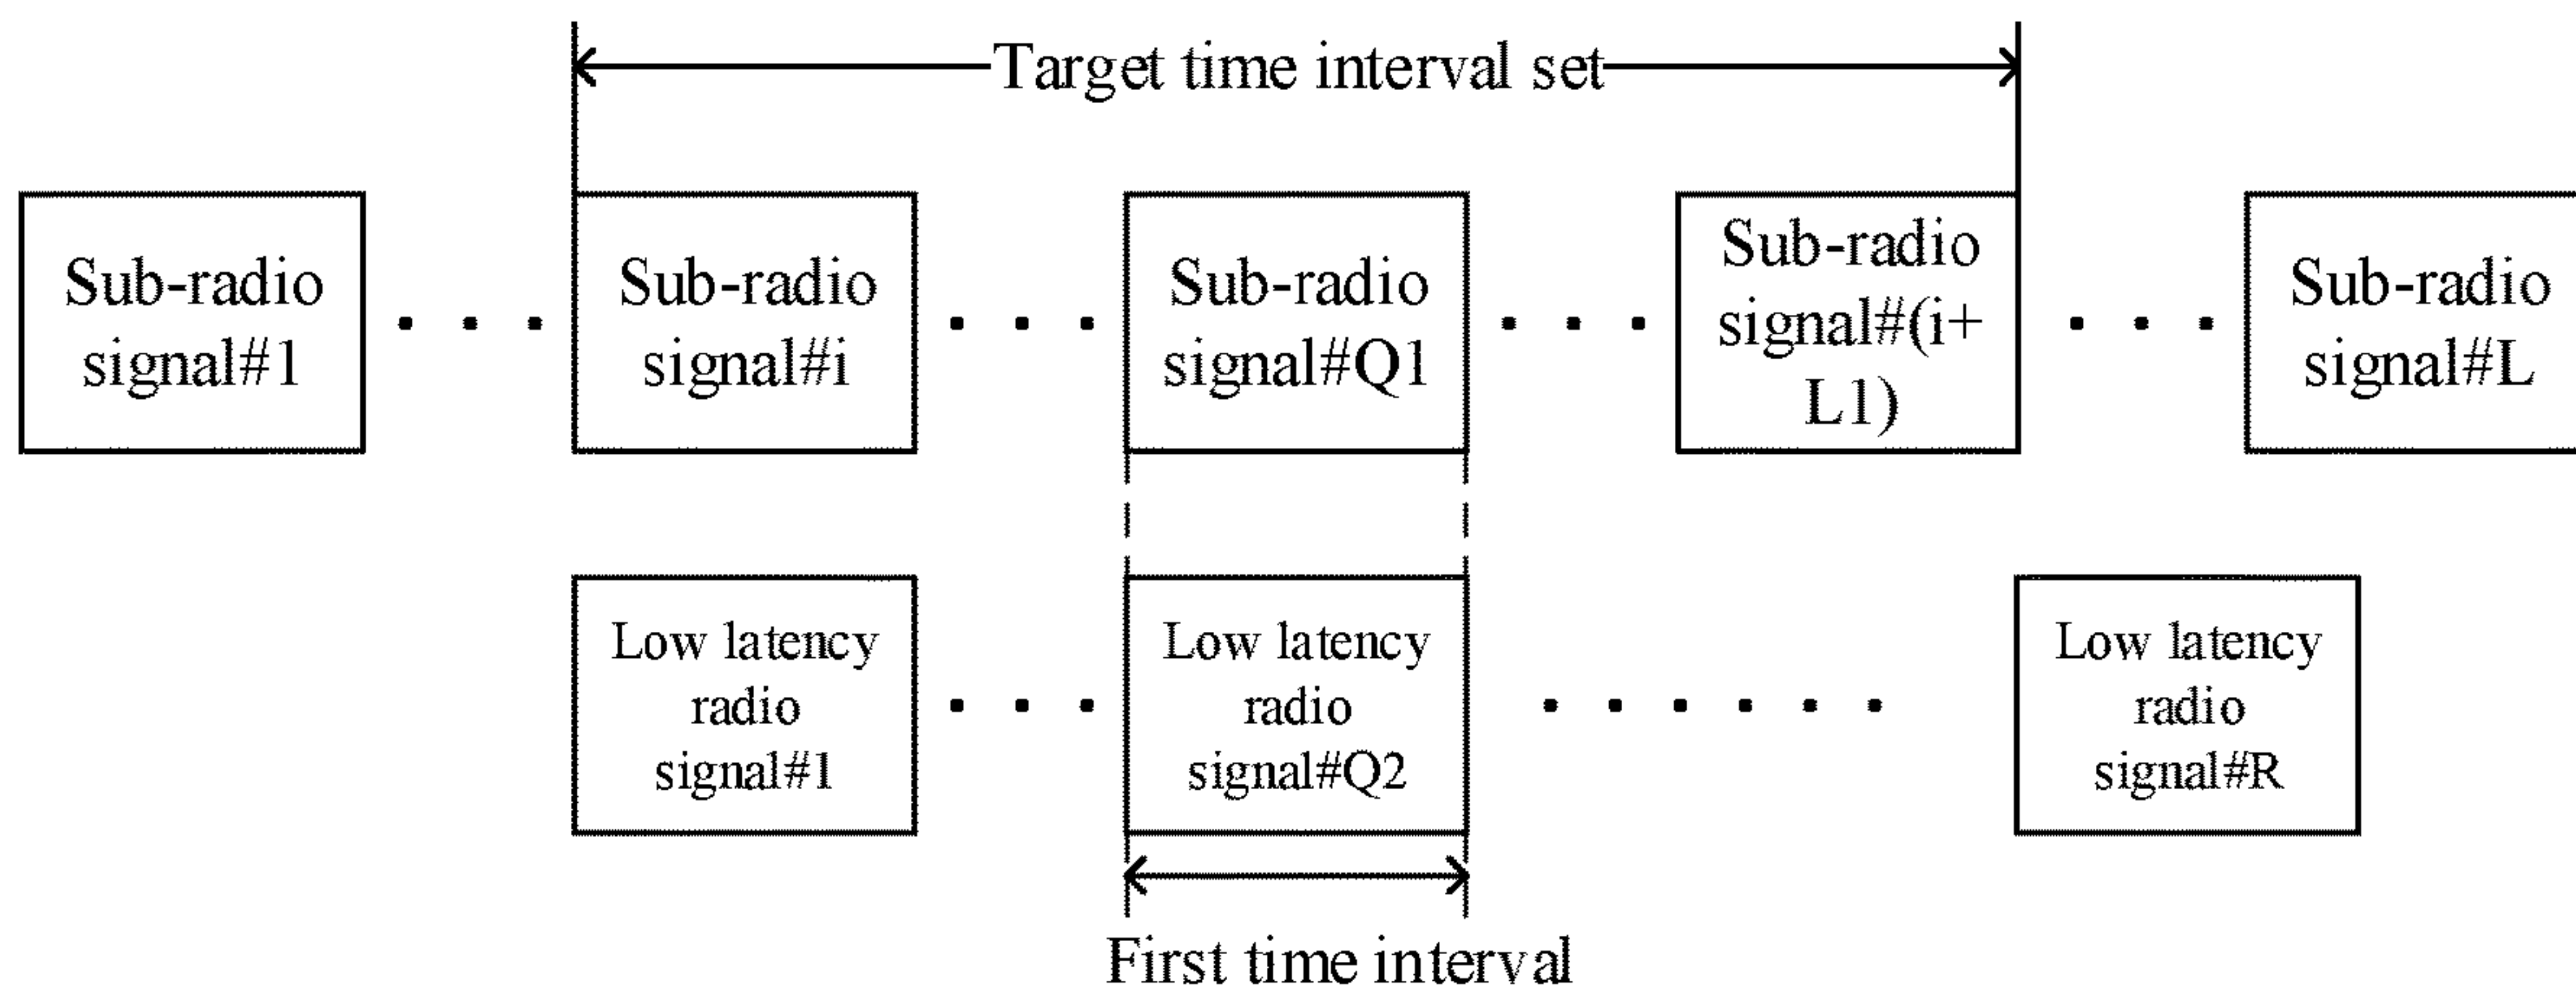 Target time interval set
Sub-radio
signal#1
Sub-radio
signal#i
Sub-radio
signal#Q1
Sub-radio
signal#(i+
L1)
Sub-radio
signal#L
Low latency
radio
signal#1
Low latency
radio
signal#Q2
Low latency
radio
signal#R
First time interval